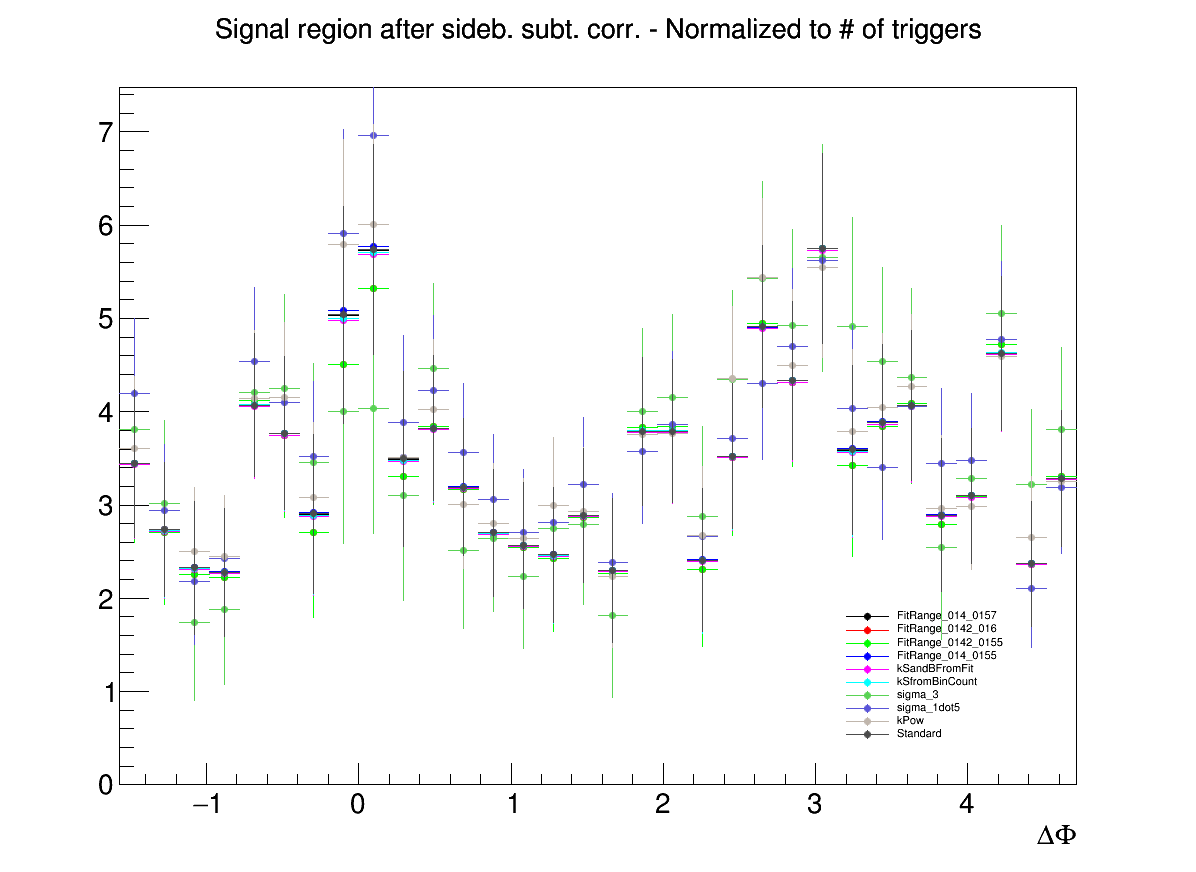 Signal region after sideb. subt. corr. - Normalized to # of triggers
7
6
5
4
3
2
1
0
FitRange_014_0157
FitRange_0142_016
FitRange_0142_0155
FitRange_014_0155
kSandBFromFit
kSfromBinCount
sigma_3
sigma_1dot5
kPow
Standard
−1 0 1 2 3 4
ΔΦ